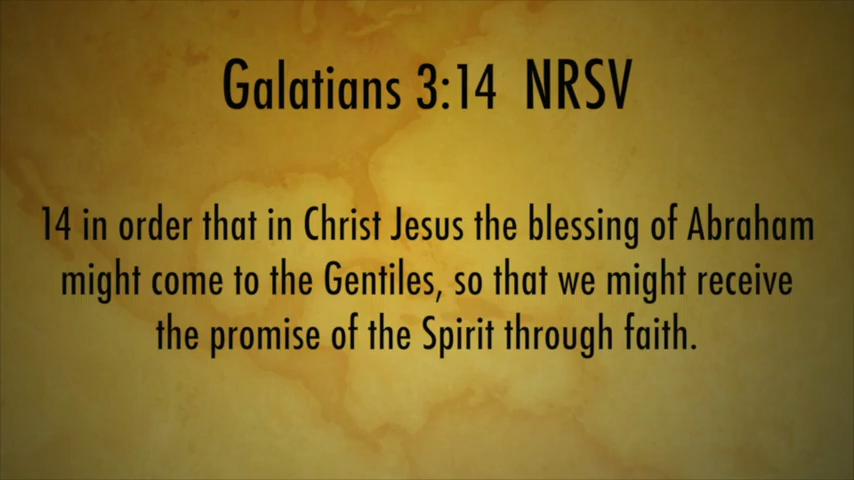 Galatians 3:14 NRSV
14 in order that in Christ Jesus the blessing of Abraham
might come to the Gentiles, so that we might receive
the promise of the Spirit through faith.